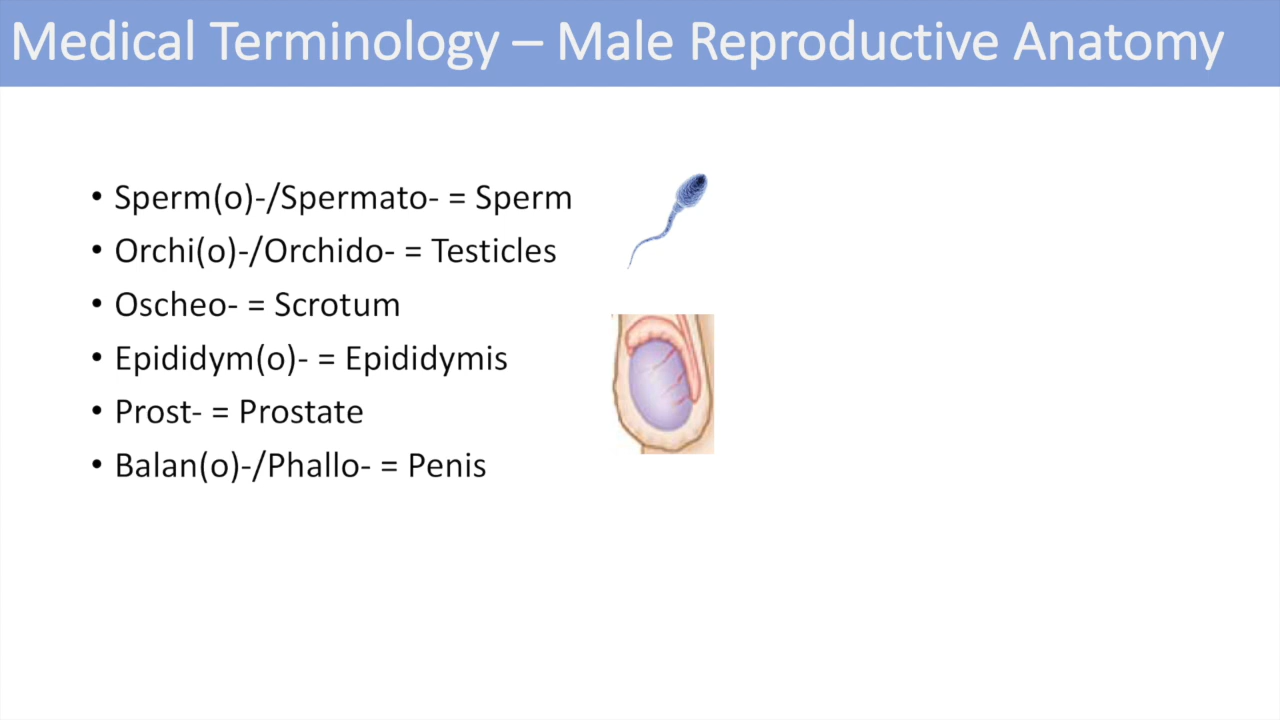 Medical Terminology – Male Reproductive Anatomy
• Sperm(o)-/Spermato- = Sperm
• Orchi(o)-/Orchido- = Testicles
• Oscheo- = Scrotum
• Epididym(o)- = Epididymis
• Prost- = Prostate
• Balan(o)-/Phallo- = Penis